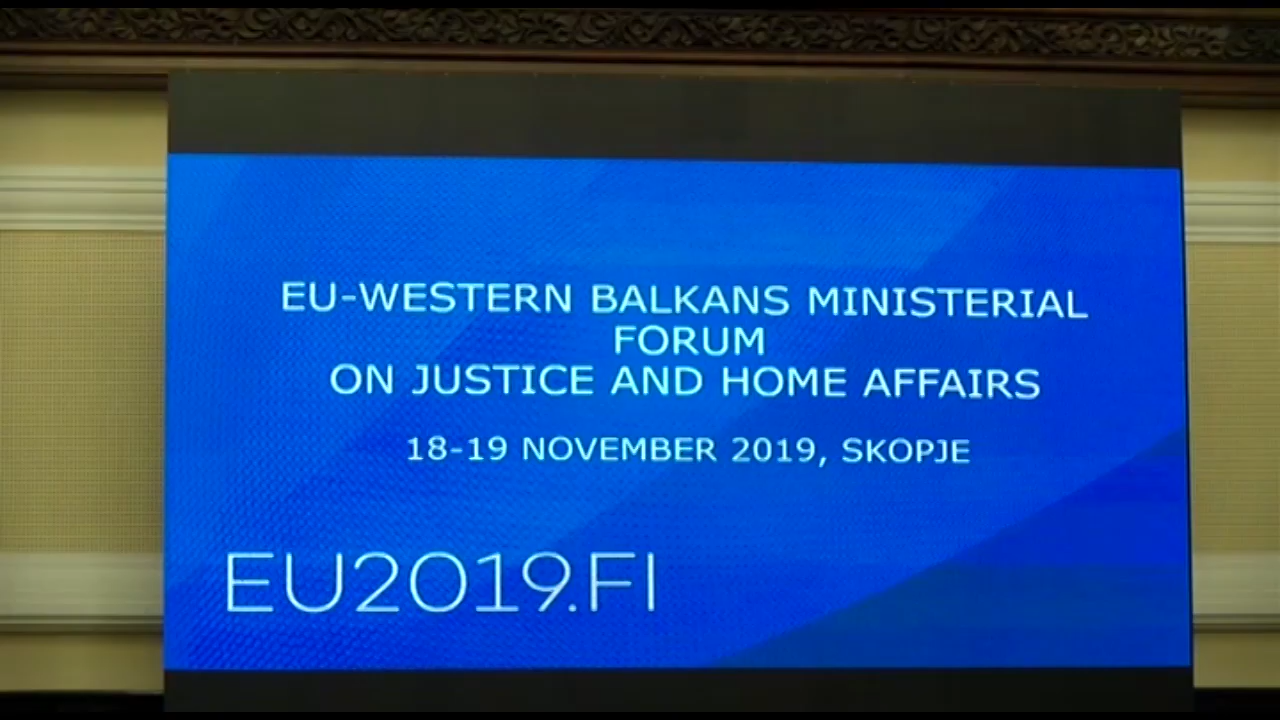 EU-WESTERN BALKANS MINISTERIAL
FORUM
ON JUSTICE AND HOME AFFAIRS
18-19 NOVEMBER 2019, SKOPJE
EU2019.FI